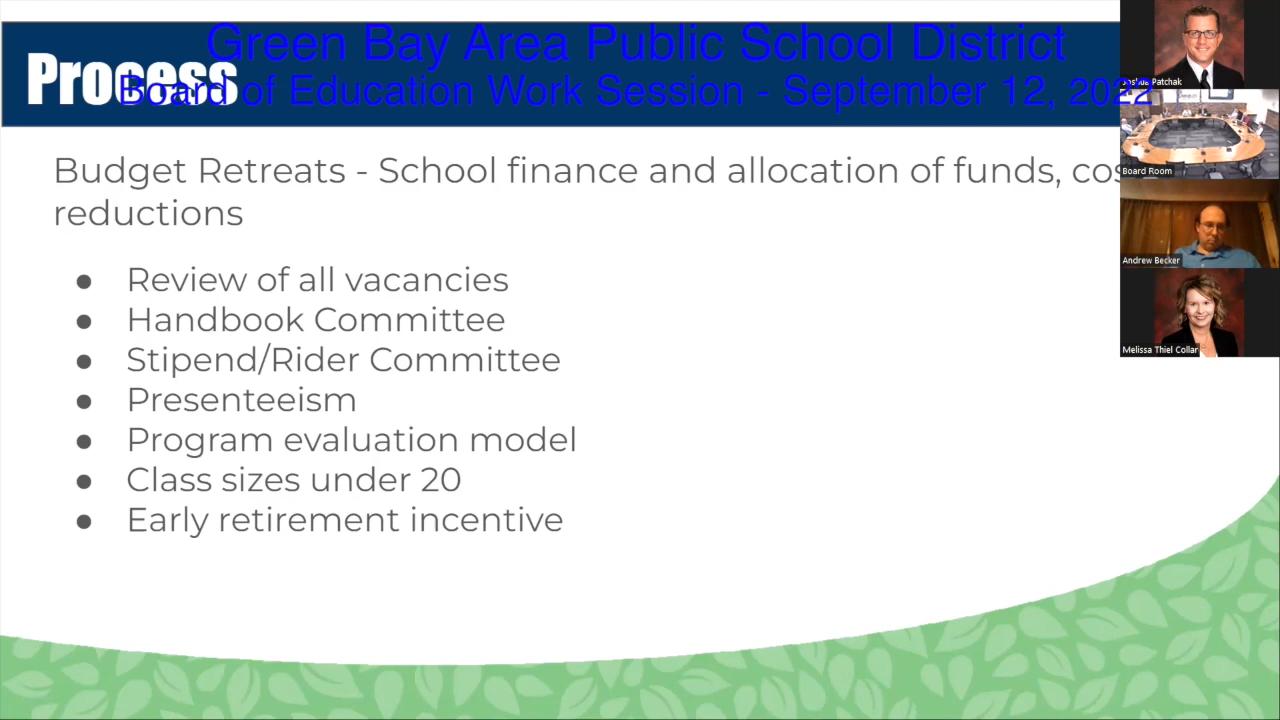 Green Bay Area Public School District
Process
Board of Education Work Session - September 12, 2022
Budget Retreats - School finance and allocation of funds,
reductions
● Review of all vacancies
● Handbook Committee
● Stipend/Rider Committee
● Presenteeism
● Program evaluation model
● Class sizes under 20
● Early retirement incentive
Joshua Patchak
Board Room
Andrew Becker
Melissa Thiel Collar